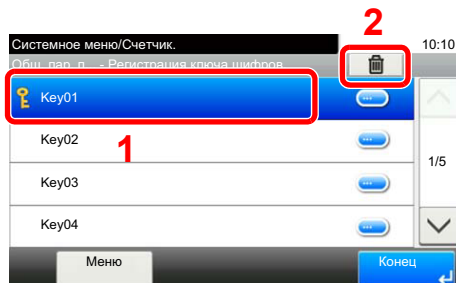 2
Системное меню/Счетчик.
10:10
Общ. пар. п... - Регистрация ключа шифров.
Key01
Key02
1
1/5
Key03
Key04
Меню
Конец